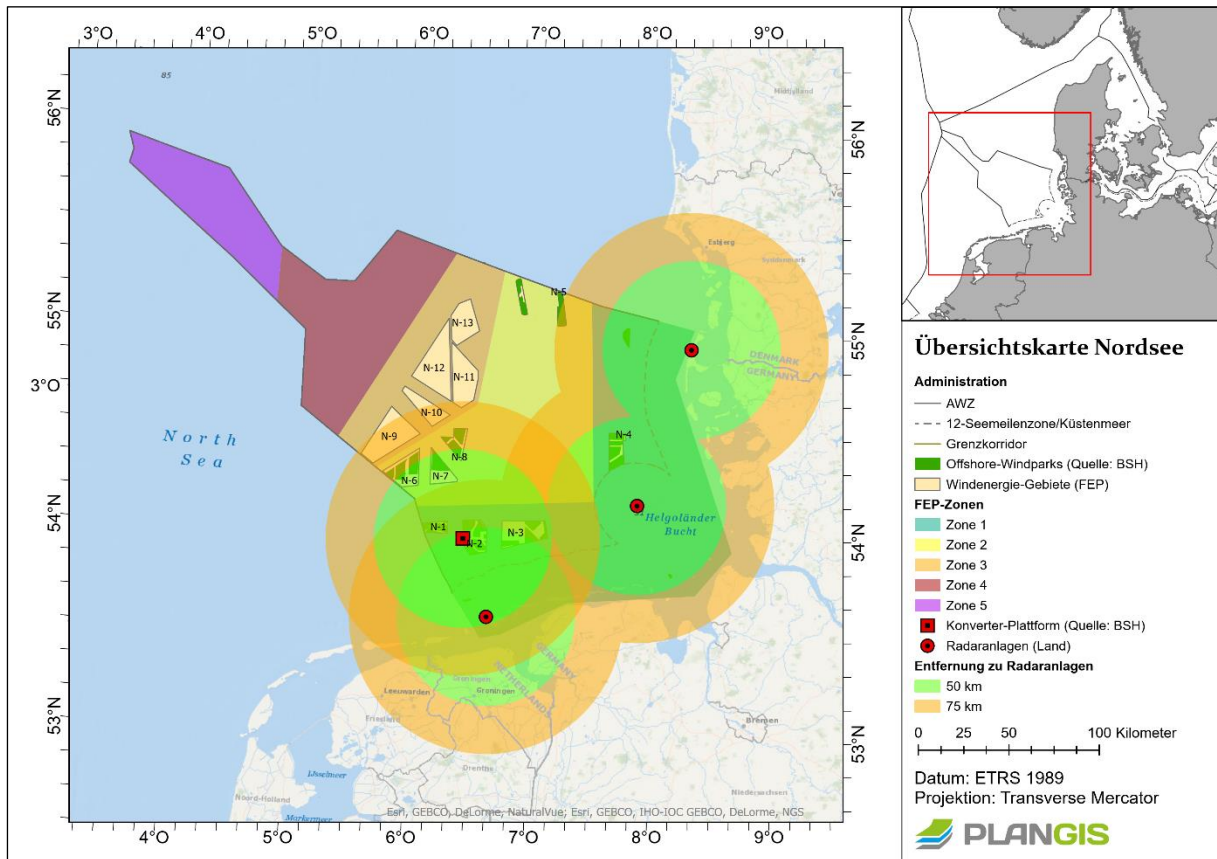 3°O 4°O 5°O 6°O 7°O 8°O 9°O
85
56°N
56°N
Esbjerg
55°N
N-5
N-13
55°N
DENMARK
GERMANY
N-12
N-11
3°O
N-10
N-9
N-4
North
Sea
N-8
N-6
N-7
54°N
N-1
N-2
N-3
Helgoländer
Bucht
54°N
GERMANY
NETHERLANDS
Groningen
Leeuwarden
Groningen
Friesland
53°N
Bremen
53°N
Drenthe
IJsselmeer
Noord-Holland
Niedersachsen
Markermeer
Esri, GEBCO, DeLorme, NaturalVue; Esri, GEBCO, IHO-IOC GEBCO, DeLorme, NGS
4°O 5°O 6°O 7°O 8°O 9°O
Übersichtskarte Nordsee
Administration
AWZ
12-Seemeilenzone/Küstenmeer
Grenzkorridor
Offshore-Windparks (Quelle: BSH)
Windenergie-Gebiete (FEP)
FEP-Zonen
Zone 1
Zone 2
Zone 3
Zone 4
Zone 5
Konverter-Plattform (Quelle: BSH)
Radaranlagen (Land)
Entfernung zu Radaranlagen
50 km
75 km
0 25 50 100 Kilometer
Datum: ETRS 1989
Projektion: Transverse Mercator
PLANGIS